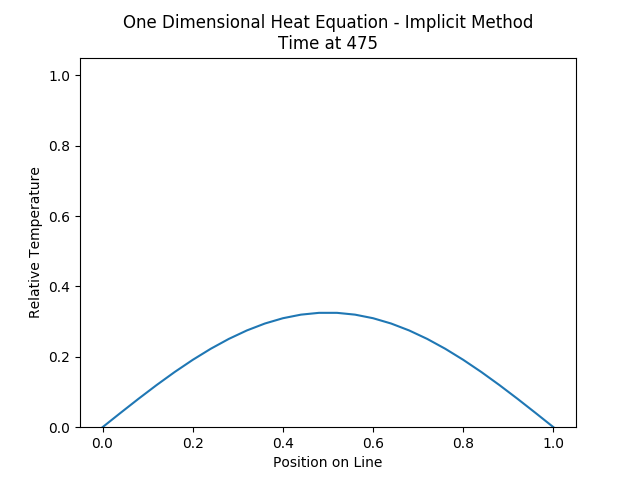 One Dimensional Heat Equation - Implicit Method
Time at 475
1.0
0.8
0.6
0.4
0.2
0.0
Relative Temperature
0.0 0.2 0.4 0.6 0.8 1.0
Position on Line